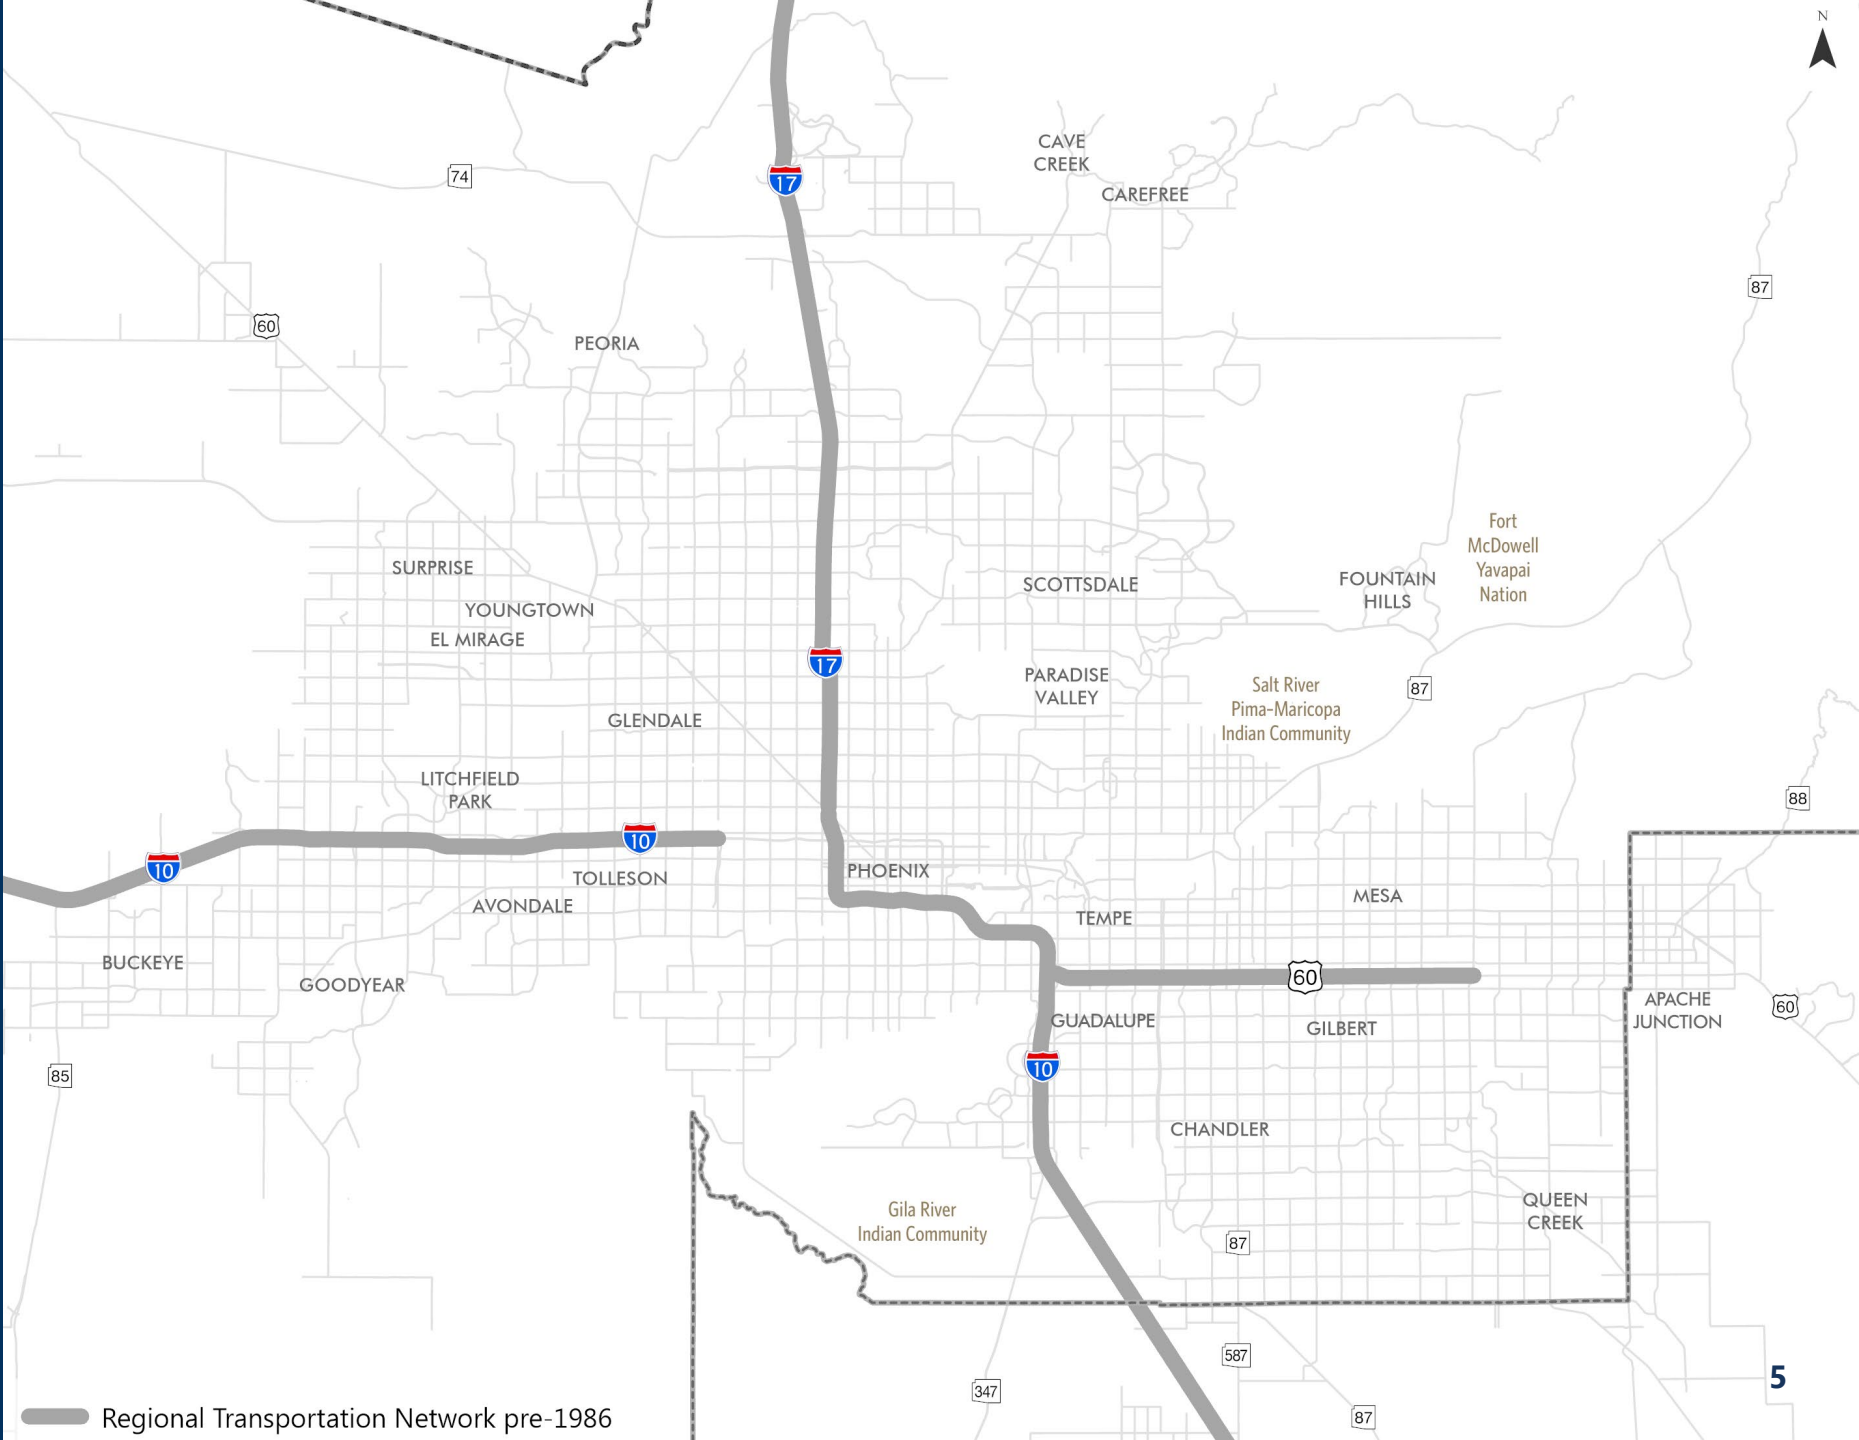 N
CAVE
CREEK
17
74
CAREFREE
87
60
PEORIA
Fort
McDowell
Yavapai
Nation
SURPRISE
SCOTTSDALE
FOUNTAIN
HILLS
YOUNGTOWN
EL MIRAGE
17
PARADISE
VALLEY
Salt River
Pima-Maricopa
Indian Community
87
GLENDALE
LITCHFIELD
PARK
88
10
10
PHOENIX
TOLLESON
MESA
AVONDALE
TEMPE
BUCKEYE
60
GOODYEAR
APACHE
JUNCTION
60
GUADALUPE
GILBERT
10
85
CHANDLER
QUEEN
CREEK
Gila River
Indian Community
87
587
5
347
87
Regional Transportation Network pre-1986